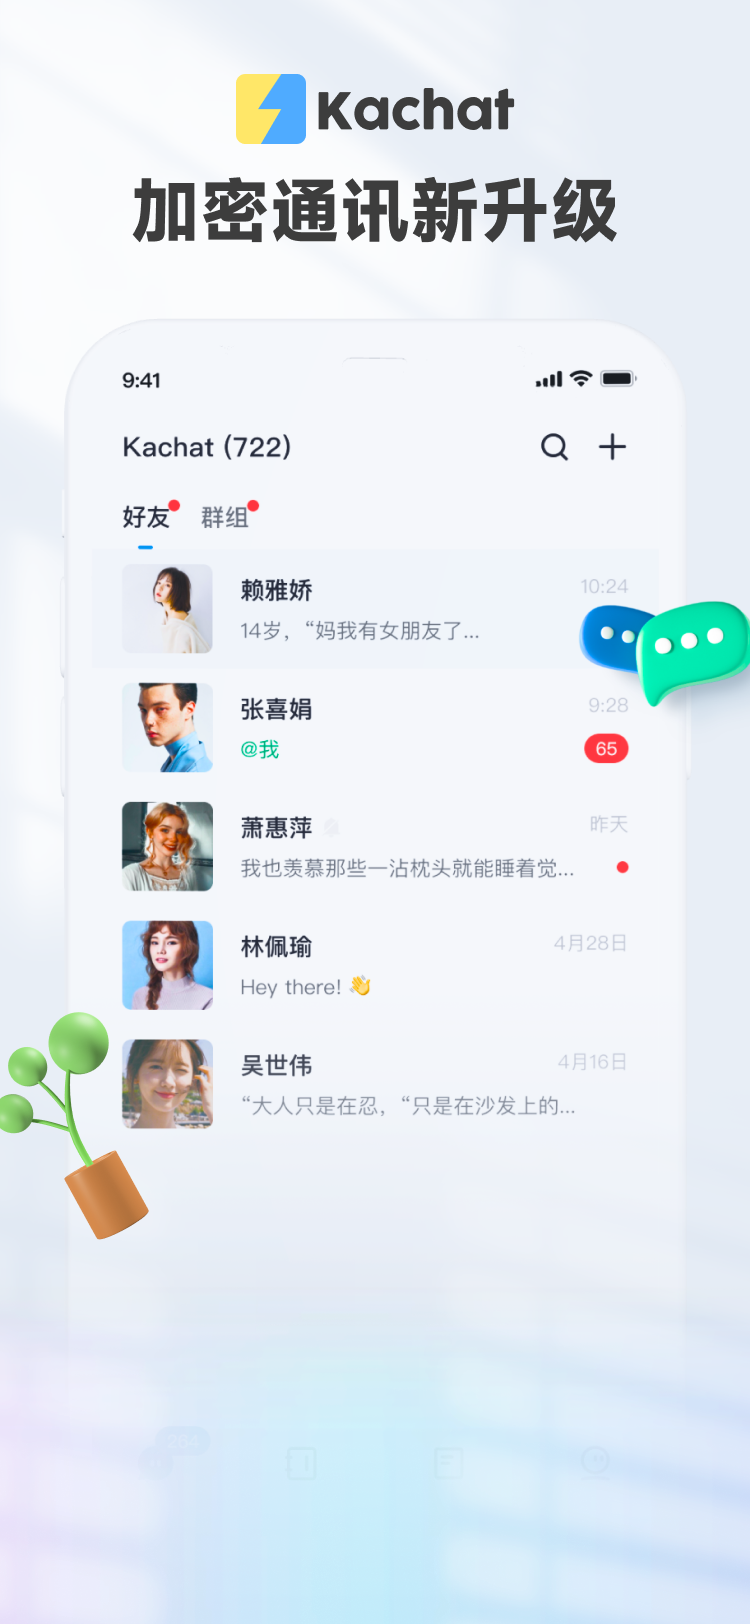 Kachat
加密通讯新升级
9:41
Kachat (722)
好友 群组
赖雅娇 10:24
14岁，“妈我有女朋友了...
张喜娟 9:28
@我 65
萧惠萍 昨天
我也羡慕那些一沾枕头就能睡着觉...
林佩瑜 4月28日
Hey there! 👋
吴世伟 4月16日
“大人只是在忍，“只是在沙发上的...